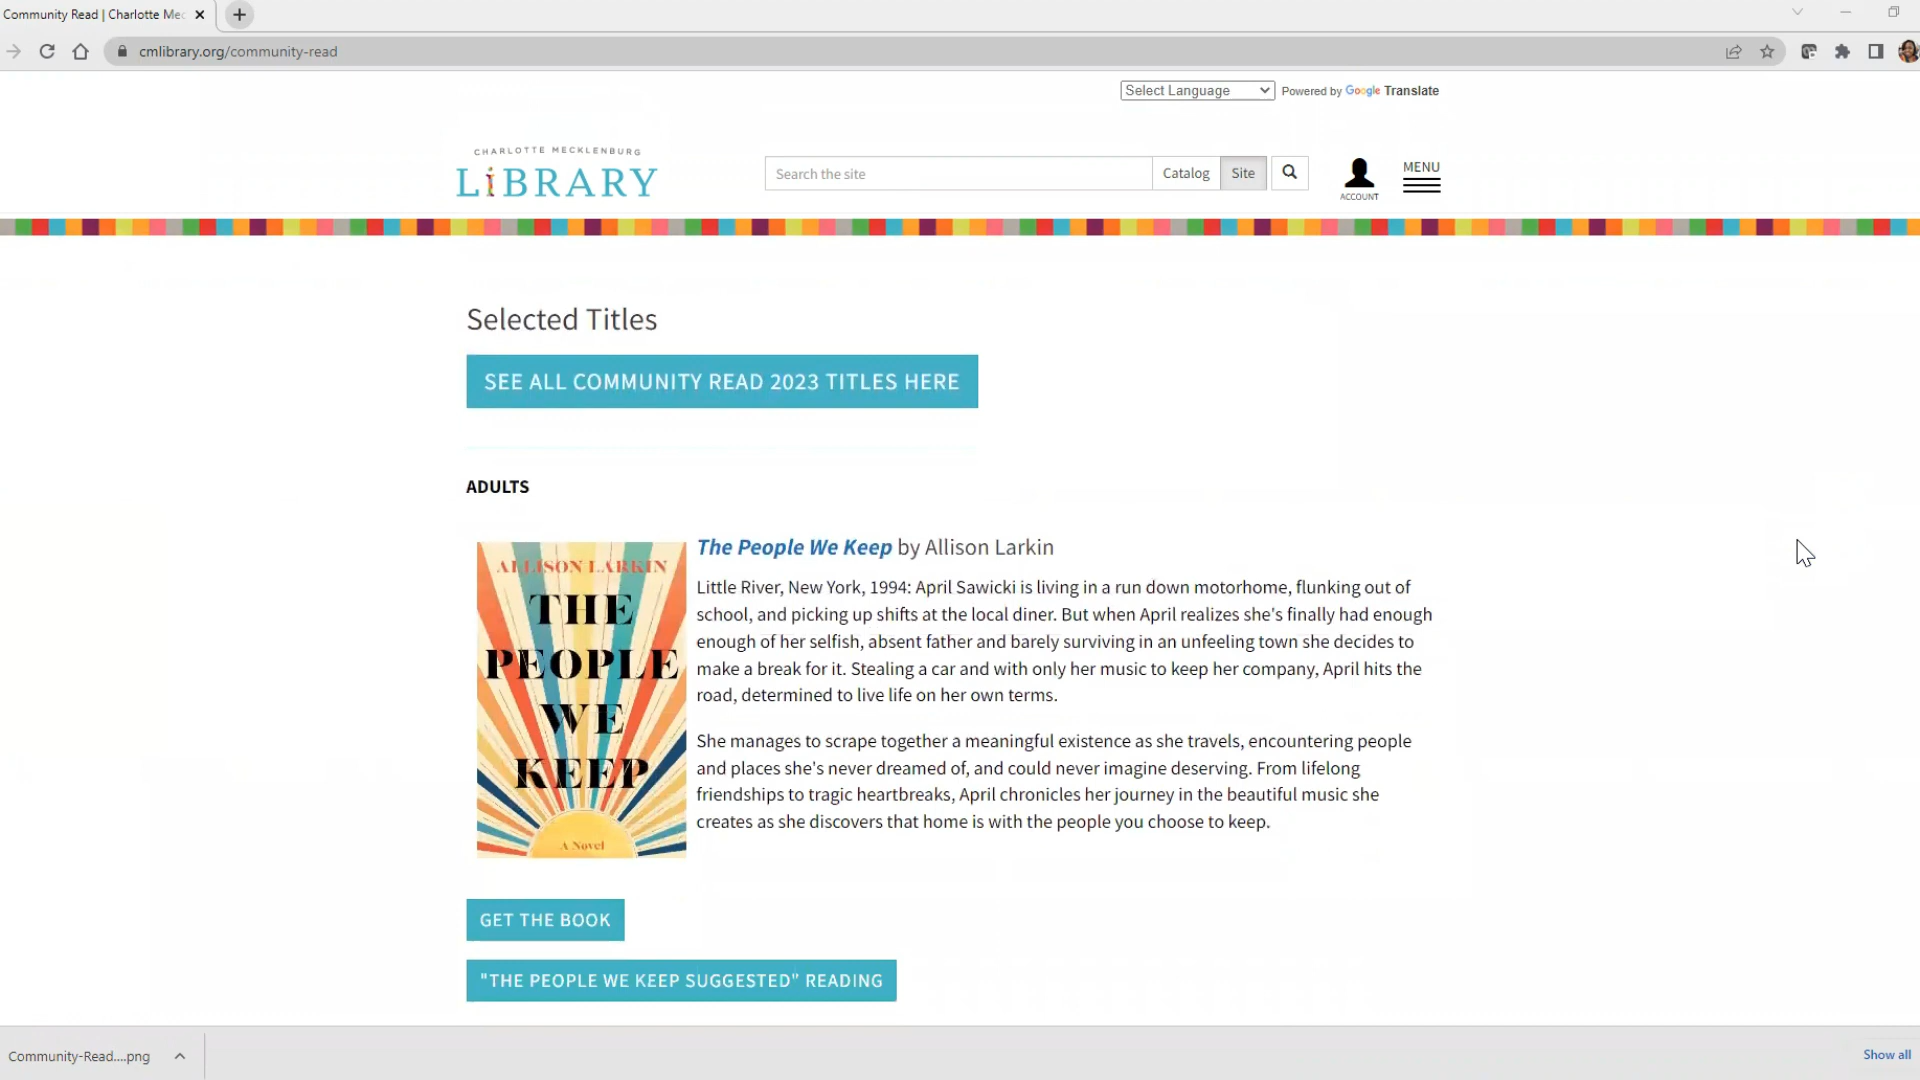 Community Read | Charlotte Mec
cmlibrary.org/community-read
Select Language
Powered by Google Translate
CHARLOTTE MECKLENBURG
LiBRARY
Search the site
Catalog
Site
ACCOUNT
MENU
Selected Titles
SEE ALL COMMUNITY READ 2023 TITLES HERE
ADULTS
ALLISON LARKIN
THE
PEOPLE
WE
KEEP
A Novel
The People We Keep by Allison Larkin
Little River, New York, 1994: April Sawicki is living in a run down motorhome, flunking out of
school, and picking up shifts at the local diner. But when April realizes she's finally had enough
enough of her selfish, absent father and barely surviving in an unfeeling town she decides to
make a break for it. Stealing a car and with only her music to keep her company, April hits the
road, determined to live life on her own terms.
She manages to scrape together a meaningful existence as she travels, encountering people
and places she's never dreamed of, and could never imagine deserving. From lifelong
friendships to tragic heartbreaks, April chronicles her journey in the beautiful music she
creates as she discovers that home is with the people you choose to keep.
GET THE BOOK
"THE PEOPLE WE KEEP SUGGESTED" READING
Community-Read....png
Show all